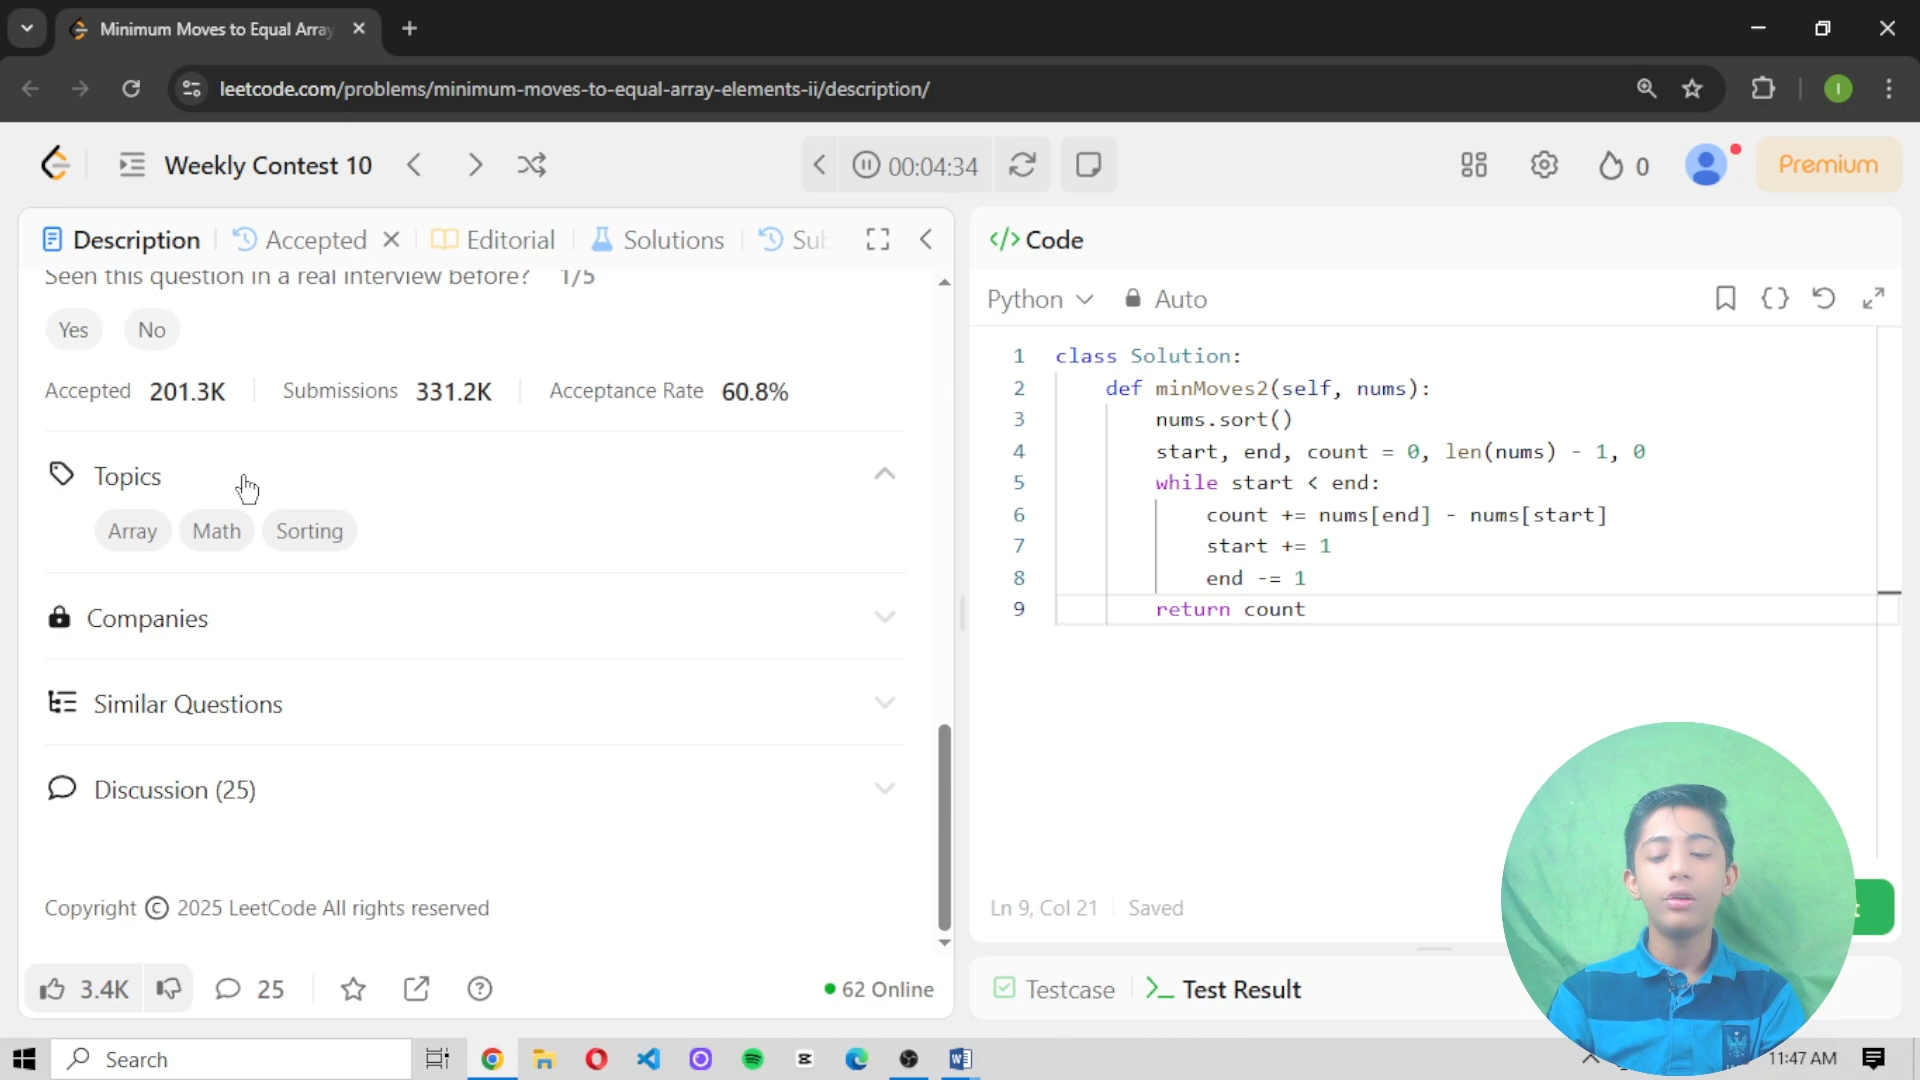 Minimum Moves to Equal Array
leetcode.com/problems/minimum-moves-to-equal-array-elements-ii/description/
Weekly Contest 10
00:04:34
0
Premium
Description
Accepted
Editorial
Solutions
Sub
Seen this question in a real interview before? 1/5
Yes No
Accepted 201.3K Submissions 331.2K Acceptance Rate 60.8%
Topics
Array Math Sorting
Companies
Similar Questions
Discussion (25)
Copyright © 2025 LeetCode All rights reserved
3.4K 25 62 Online
</> Code
Python Auto
1 class Solution:
2 def minMoves2(self, nums):
3 nums.sort()
4 start, end, count = 0, len(nums) - 1, 0
5 while start < end:
6 count += nums[end] - nums[start]
7 start += 1
8 end -= 1
9 return count
Ln 9, Col 21 Saved
Testcase Test Result
Search
11:47 AM